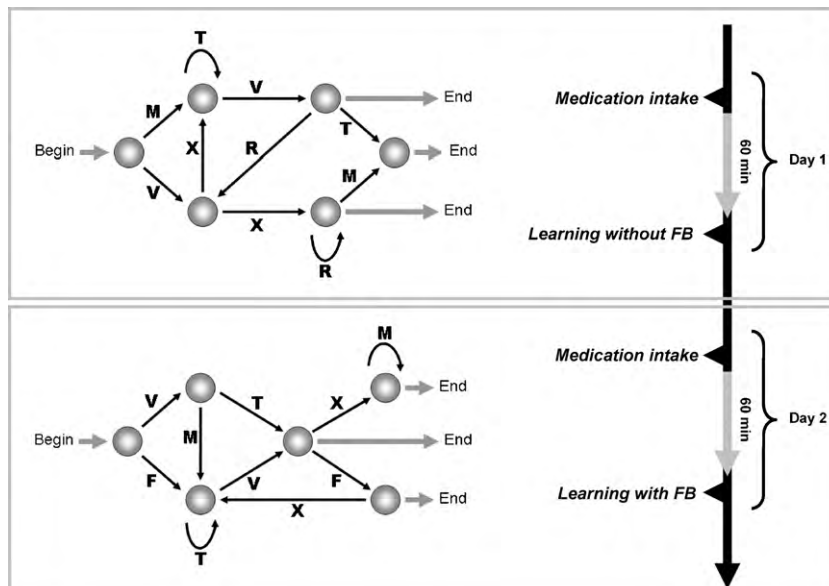 T
V
End
M
T
Begin
X
R
End
V
M
X
End
R
Medication intake
60 min
Day 1
Learning without FB
M
V
T
X
End
Begin
M
End
F
V
F
X
End
T
Medication intake
60 min
Day 2
Learning with FB